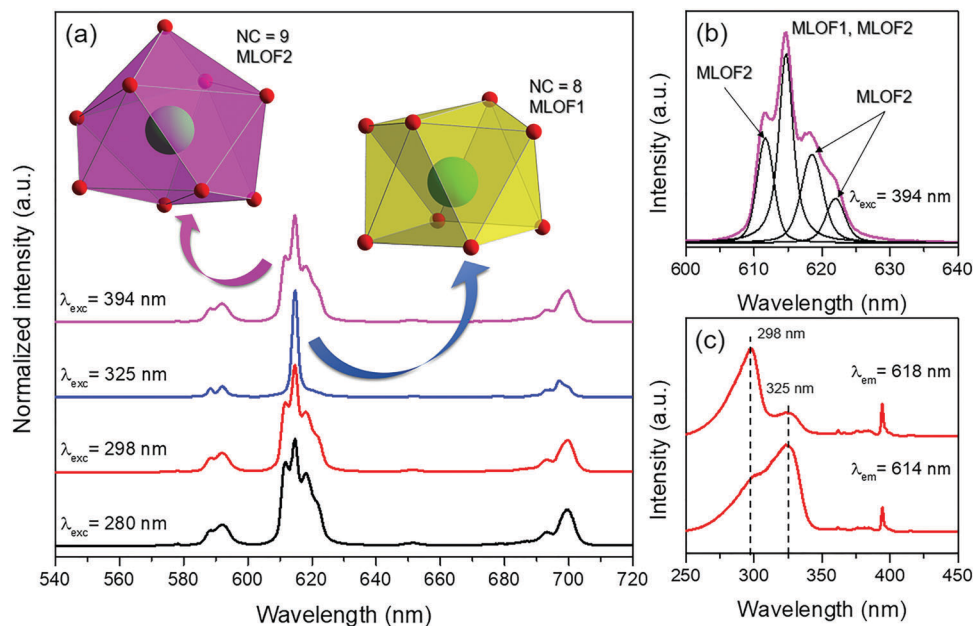 (a)
NC = 9
MLOF2
NC = 8
MLOF1
λexc= 394 nm
λexc= 325 nm
λexc= 298 nm
λexc= 280 nm
Normalized intensity (a.u.)
540 560 580 600 620 640 660 680 700 720
Wavelength (nm)
(b)
MLOF1, MLOF2
MLOF2
MLOF2
λexc= 394 nm
Intensity (a.u.)
600 610 620 630 640
Wavelength (nm)
(c)
298 nm
325 nm
λem= 618 nm
λem= 614 nm
Intensity (a.u.)
250 300 350 400 450
Wavelength (nm)